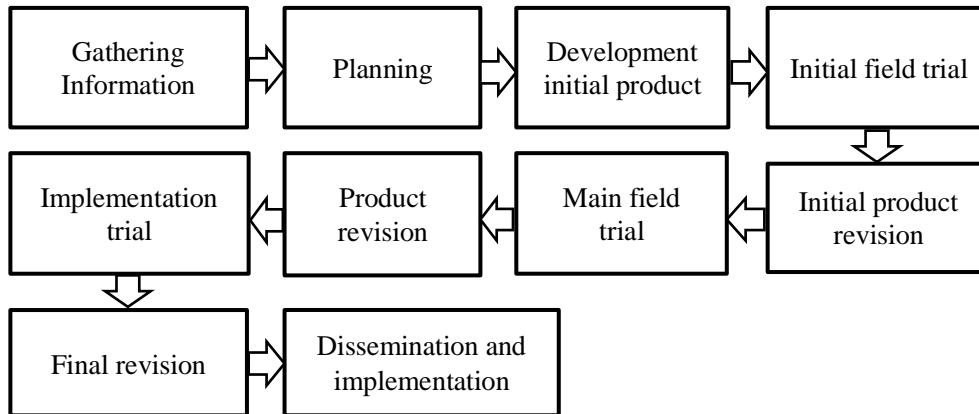 Gathering
Information
Planning
Development
initial product
Initial field trial
Initial product
revision
Main field
trial
Product
revision
Implementation
trial
Final revision
Dissemination and
implementation